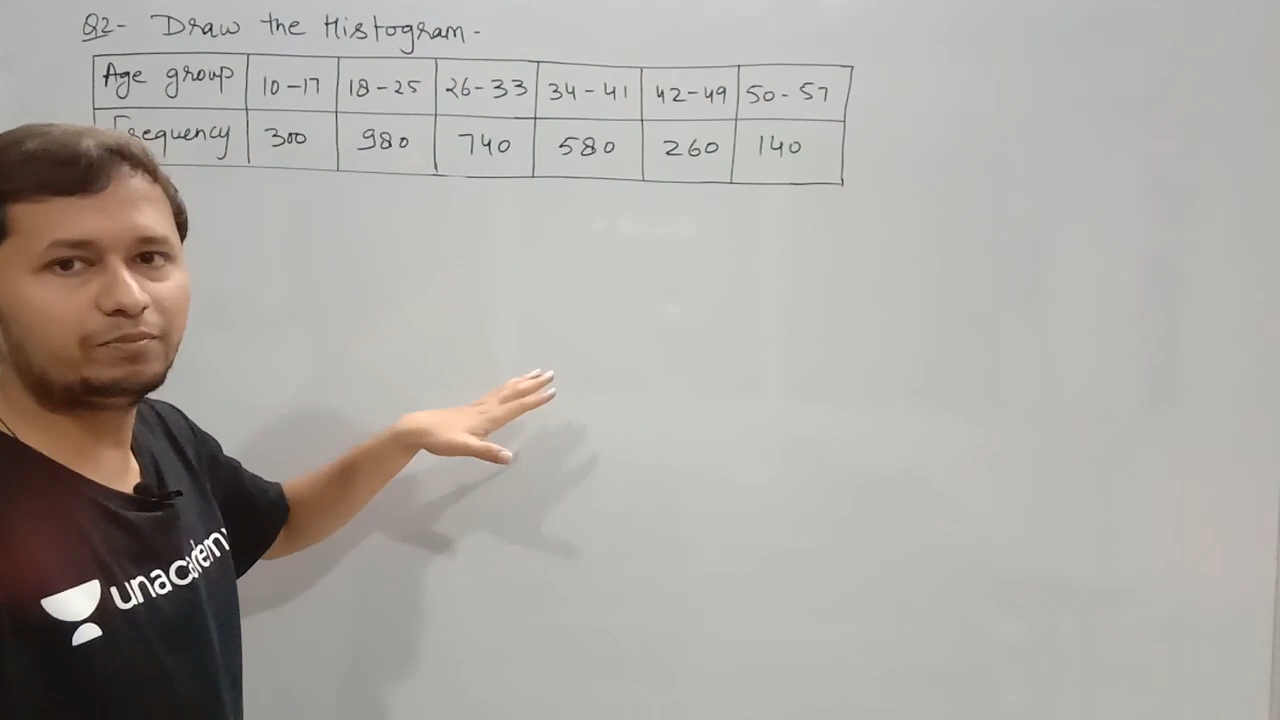 Q2- Draw the Histogram-
Age group 10-17 18-25 26-33 34-41 42-49 50-57
Frequency 300 980 740 580 260 140
unacademy